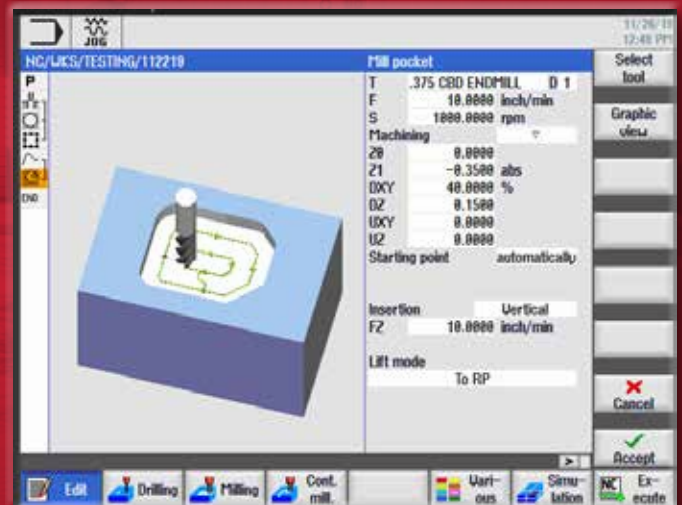 JOG
11/26/19
12:48 PM
NC/WKS/TESTING/112219
Mill pocket
Select tool
P
T .375 CBD ENDMILL D 1
F 10.0000 inch/min
S 1000.0000 rpm
Graphic view
Machining ▽
Z0 0.0000
Z1 -0.3500 abs
DXY 40.0000 %
DZ 0.1500
UXY 0.0000
UZ 0.0000
Starting point automatically
END
Insertion Vertical
FZ 10.0000 inch/min
Lift mode
To RP
Cancel
Accept
Edit
Drilling
Milling
Cont. mill.
Vari- ous
Simu- lation
NC Ex- ecute